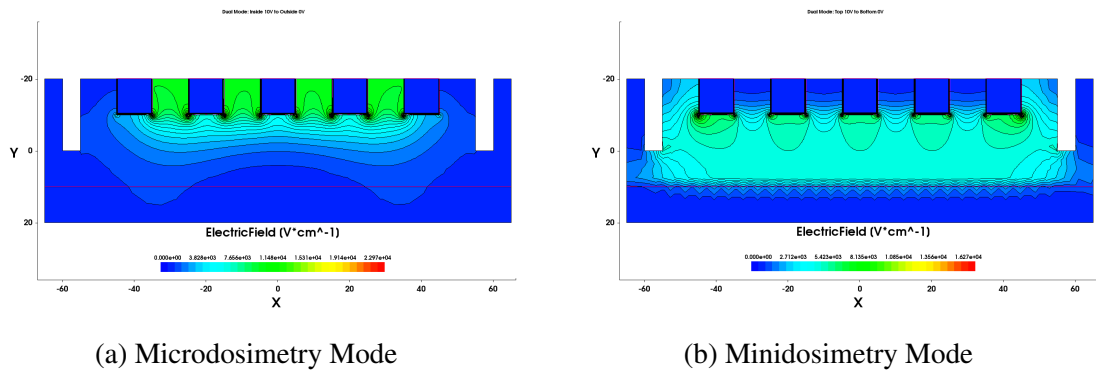 Dual Mode: Inside 10V to Outside 0V
-20
Y 0
20
ElectricField (V*cm^-1)
0.000e+00 3.828e+03 7.656e+03 1.148e+04 1.531e+04 1.914e+04 2.297e+04
-60 -40 -20 0 20 40 60
X
(a) Microdosimetry Mode
Dual Mode: Top 10V to Bottom 0V
-20
Y 0
20
ElectricField (V*cm^-1)
0.000e+00 2.712e+03 5.423e+03 8.135e+03 1.085e+04 1.356e+04 1.627e+04
-60 -40 -20 0 20 40 60
X
(b) Minidosimetry Mode